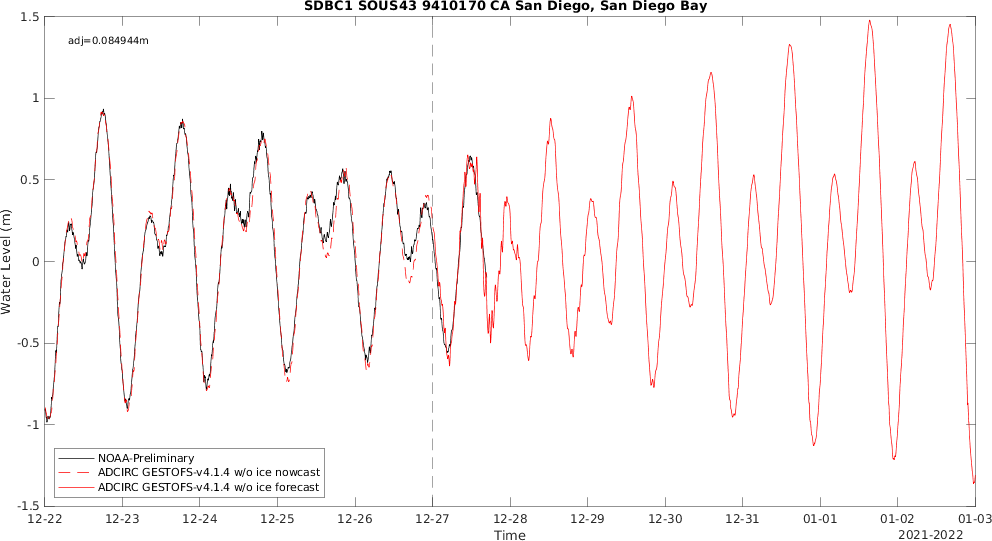 SDBC1 SOUS43 9410170 CA San Diego, San Diego Bay
adj=0.084944m
1.5
1
0.5
0
-0.5
-1
-1.5
Water Level (m)
NOAA-Preliminary
ADCIRC GESTOFS-v4.1.4 w/o ice nowcast
ADCIRC GESTOFS-v4.1.4 w/o ice forecast
12-22 12-23 12-24 12-25 12-26 12-27 12-28 12-29 12-30 12-31 01-01 01-02 01-03
Time
2021-2022